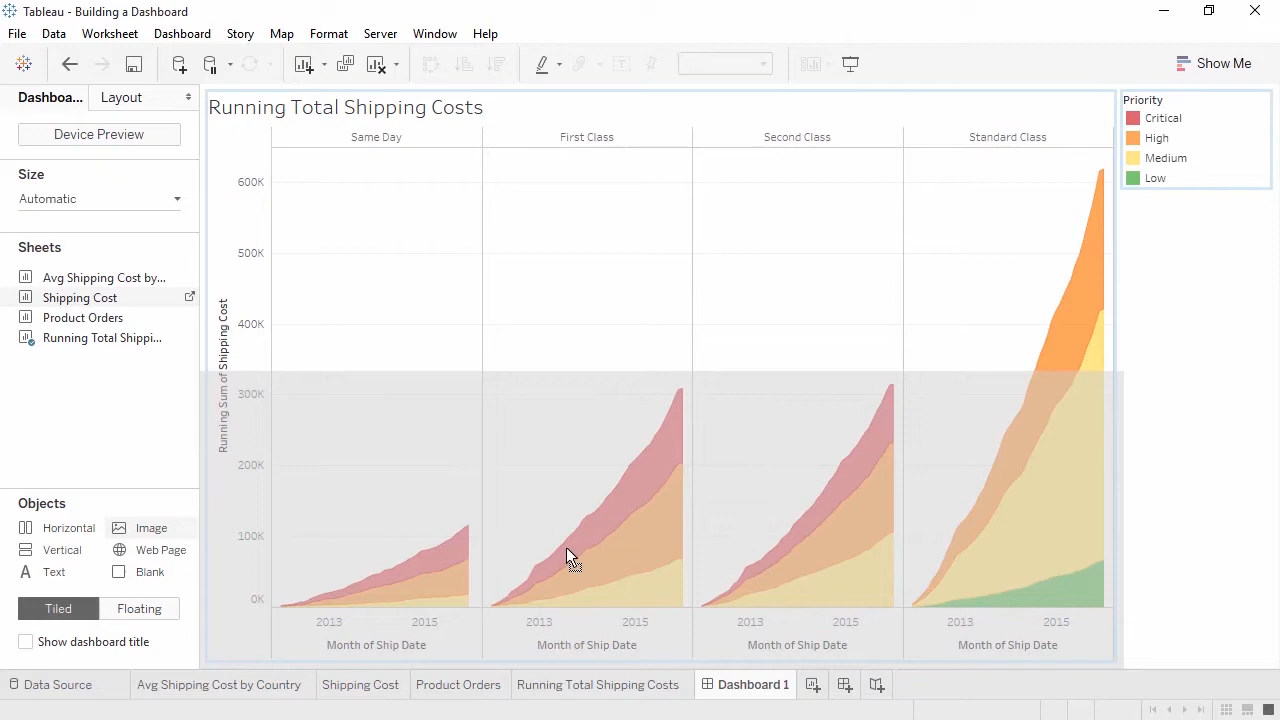 Tableau - Building a Dashboard
File Data Worksheet Dashboard Story Map Format Server Window Help
Show Me
Dashboa... Layout
Device Preview
Size
Automatic
Sheets
Avg Shipping Cost by...
Shipping Cost
Product Orders
Running Total Shippi...
Objects
Horizontal Image
Vertical Web Page
Text Blank
Tiled Floating
Show dashboard title
Running Total Shipping Costs
Same Day First Class Second Class Standard Class
Running Sum of Shipping Cost
600K
500K
400K
300K
200K
100K
0K
2013 2015 2013 2015 2013 2015 2013 2015
Month of Ship Date Month of Ship Date Month of Ship Date Month of Ship Date
Priority
Critical
High
Medium
Low
Data Source Avg Shipping Cost by Country Shipping Cost Product Orders Running Total Shipping Costs Dashboard 1